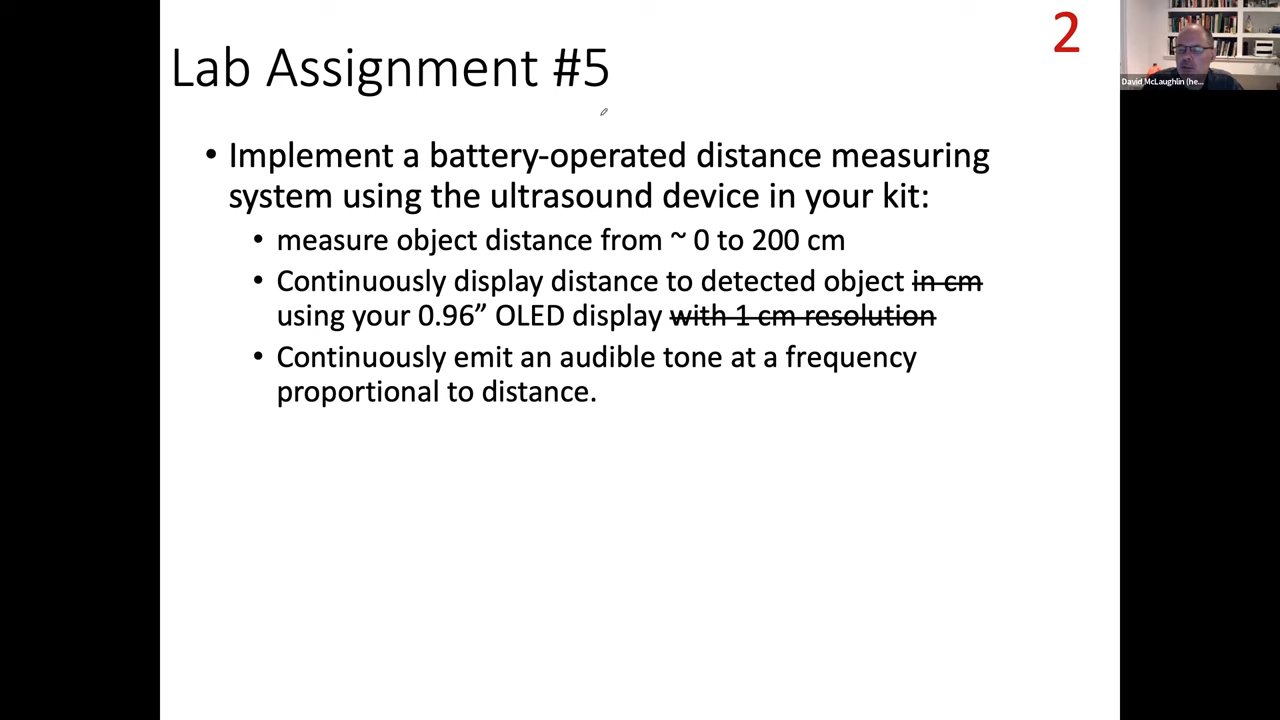 2
Lab Assignment #5
• Implement a battery-operated distance measuring
system using the ultrasound device in your kit:
• measure object distance from ~ 0 to 200 cm
• Continuously display distance to detected object in cm
using your 0.96” OLED display with 1 cm resolution
• Continuously emit an audible tone at a frequency
proportional to distance.
David McLaughlin (he...